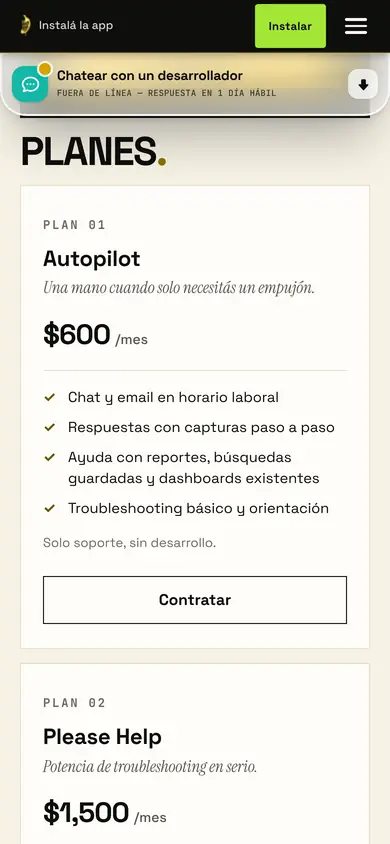 Instalá la app
Instalar
Chatear con un desarrollador
FUERA DE LÍNEA — RESPUESTA EN 1 DÍA HÁBIL
PLANES.
PLAN 01
Autopilot
Una mano cuando solo necesitás un empujón.
$600 /mes
Chat y email en horario laboral
Respuestas con capturas paso a paso
Ayuda con reportes, búsquedas
guardadas y dashboards existentes
Troubleshooting básico y orientación
Solo soporte, sin desarrollo.
Contratar
PLAN 02
Please Help
Potencia de troubleshooting en serio.
$1,500 /mes